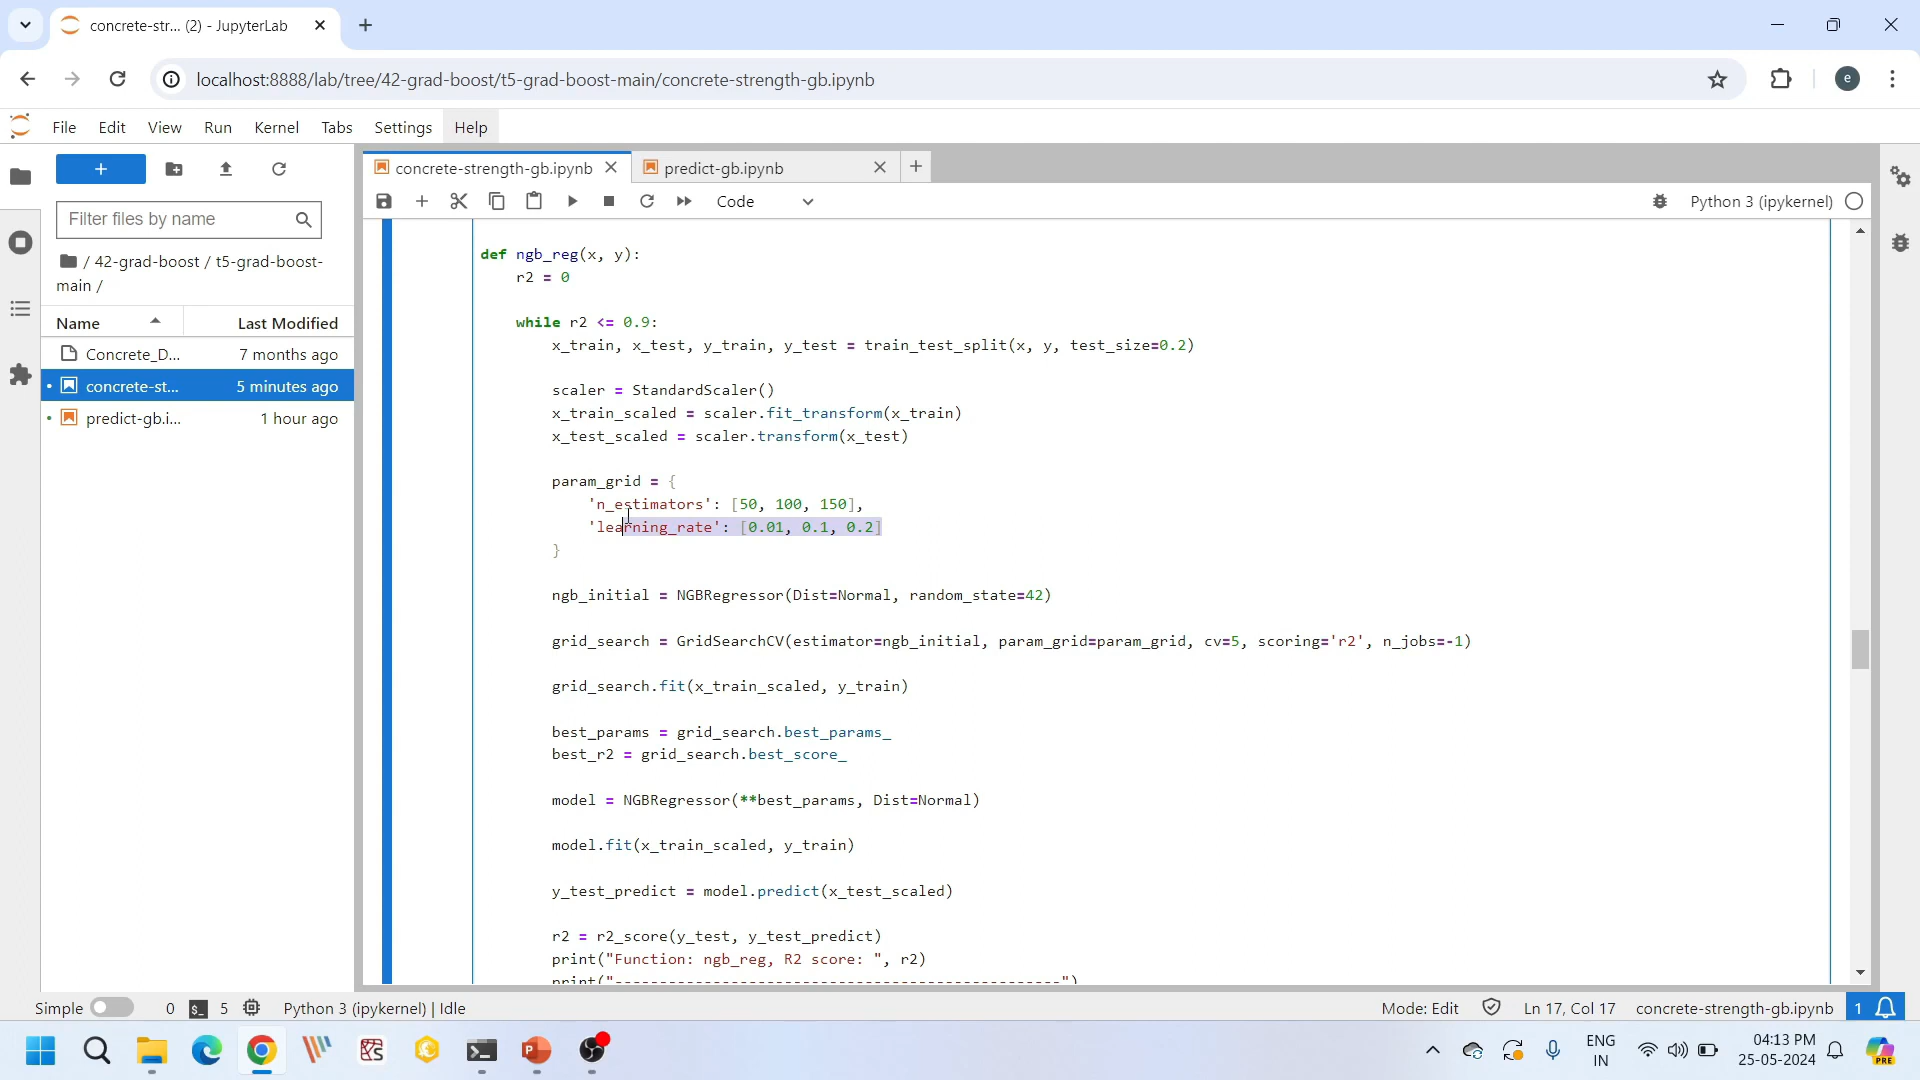 concrete-str... (2) - JupyterLab
localhost:8888/lab/tree/42-grad-boost/t5-grad-boost-main/concrete-strength-gb.ipynb
e
File Edit View Run Kernel Tabs Settings Help
concrete-strength-gb.ipynb
predict-gb.ipynb
Code
Python 3 (ipykernel)
Filter files by name
/ 42-grad-boost / t5-grad-boost-
main /
Name Last Modified
Concrete_D... 7 months ago
concrete-st... 5 minutes ago
predict-gb.i... 1 hour ago
def ngb_reg(x, y):
r2 = 0
while r2 <= 0.9:
x_train, x_test, y_train, y_test = train_test_split(x, y, test_size=0.2)
scaler = StandardScaler()
x_train_scaled = scaler.fit_transform(x_train)
x_test_scaled = scaler.transform(x_test)
param_grid = {
'n_estimators': [50, 100, 150],
'learning_rate': [0.01, 0.1, 0.2]
}
ngb_initial = NGBRegressor(Dist=Normal, random_state=42)
grid_search = GridSearchCV(estimator=ngb_initial, param_grid=param_grid, cv=5, scoring='r2', n_jobs=-1)
grid_search.fit(x_train_scaled, y_train)
best_params = grid_search.best_params_
best_r2 = grid_search.best_score_
model = NGBRegressor(**best_params, Dist=Normal)
model.fit(x_train_scaled, y_train)
y_test_predict = model.predict(x_test_scaled)
r2 = r2_score(y_test, y_test_predict)
print("Function: ngb_reg, R2 score: ", r2)
print("--------------------------------------------------")
Simple 0 5 Python 3 (ipykernel) | Idle
Mode: Edit Ln 17, Col 17 concrete-strength-gb.ipynb 1
ENG
IN
04:13 PM
25-05-2024
PRE